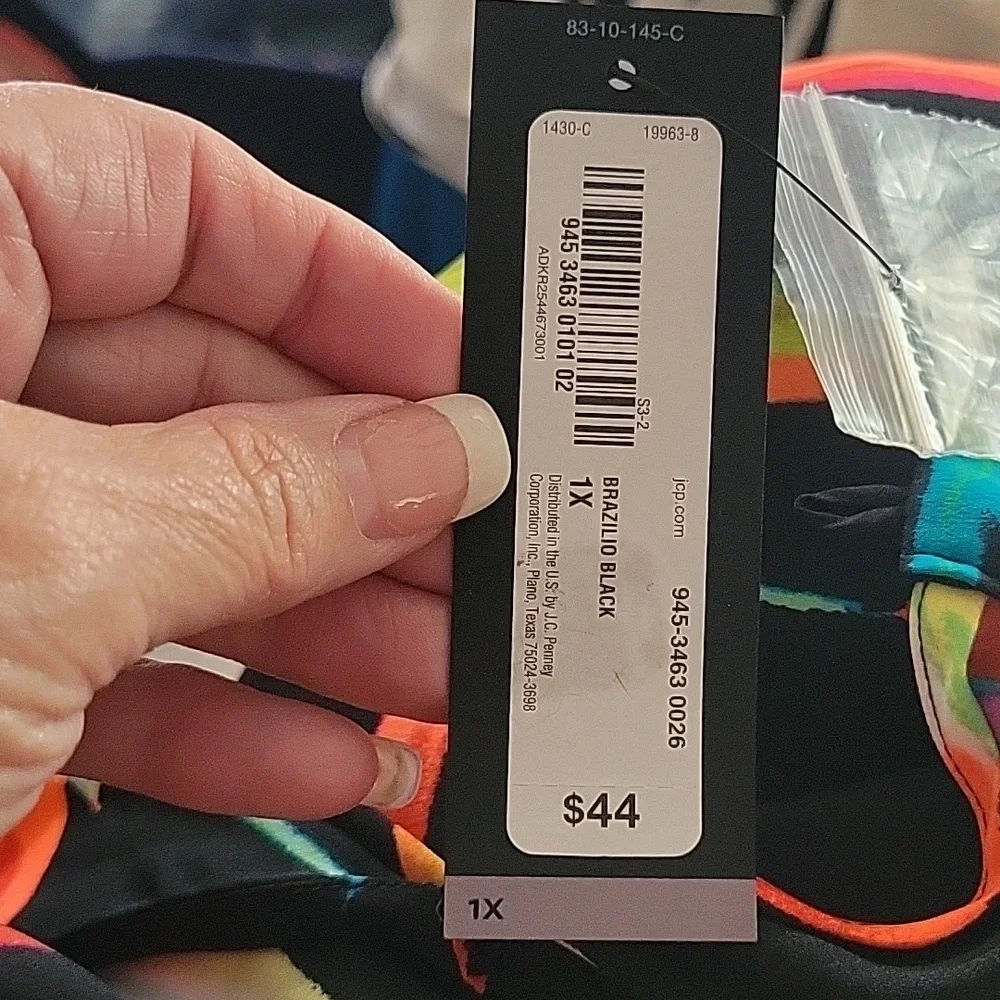 83-10-145-C
1430-C 19963-8
945 3463 0101 02
ADKR2544673001
S3-2
jcp.com 945-3463 0026
BRAZILIO BLACK
1X
Distributed in the U.S. by J.C. Penney
Corporation, Inc., Plano, Texas 75024-3698
$44
1X